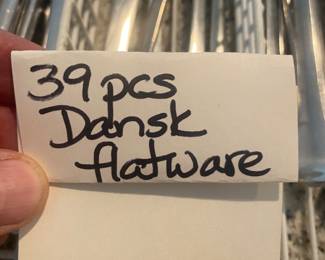 39 pcs
Dansk
flatware